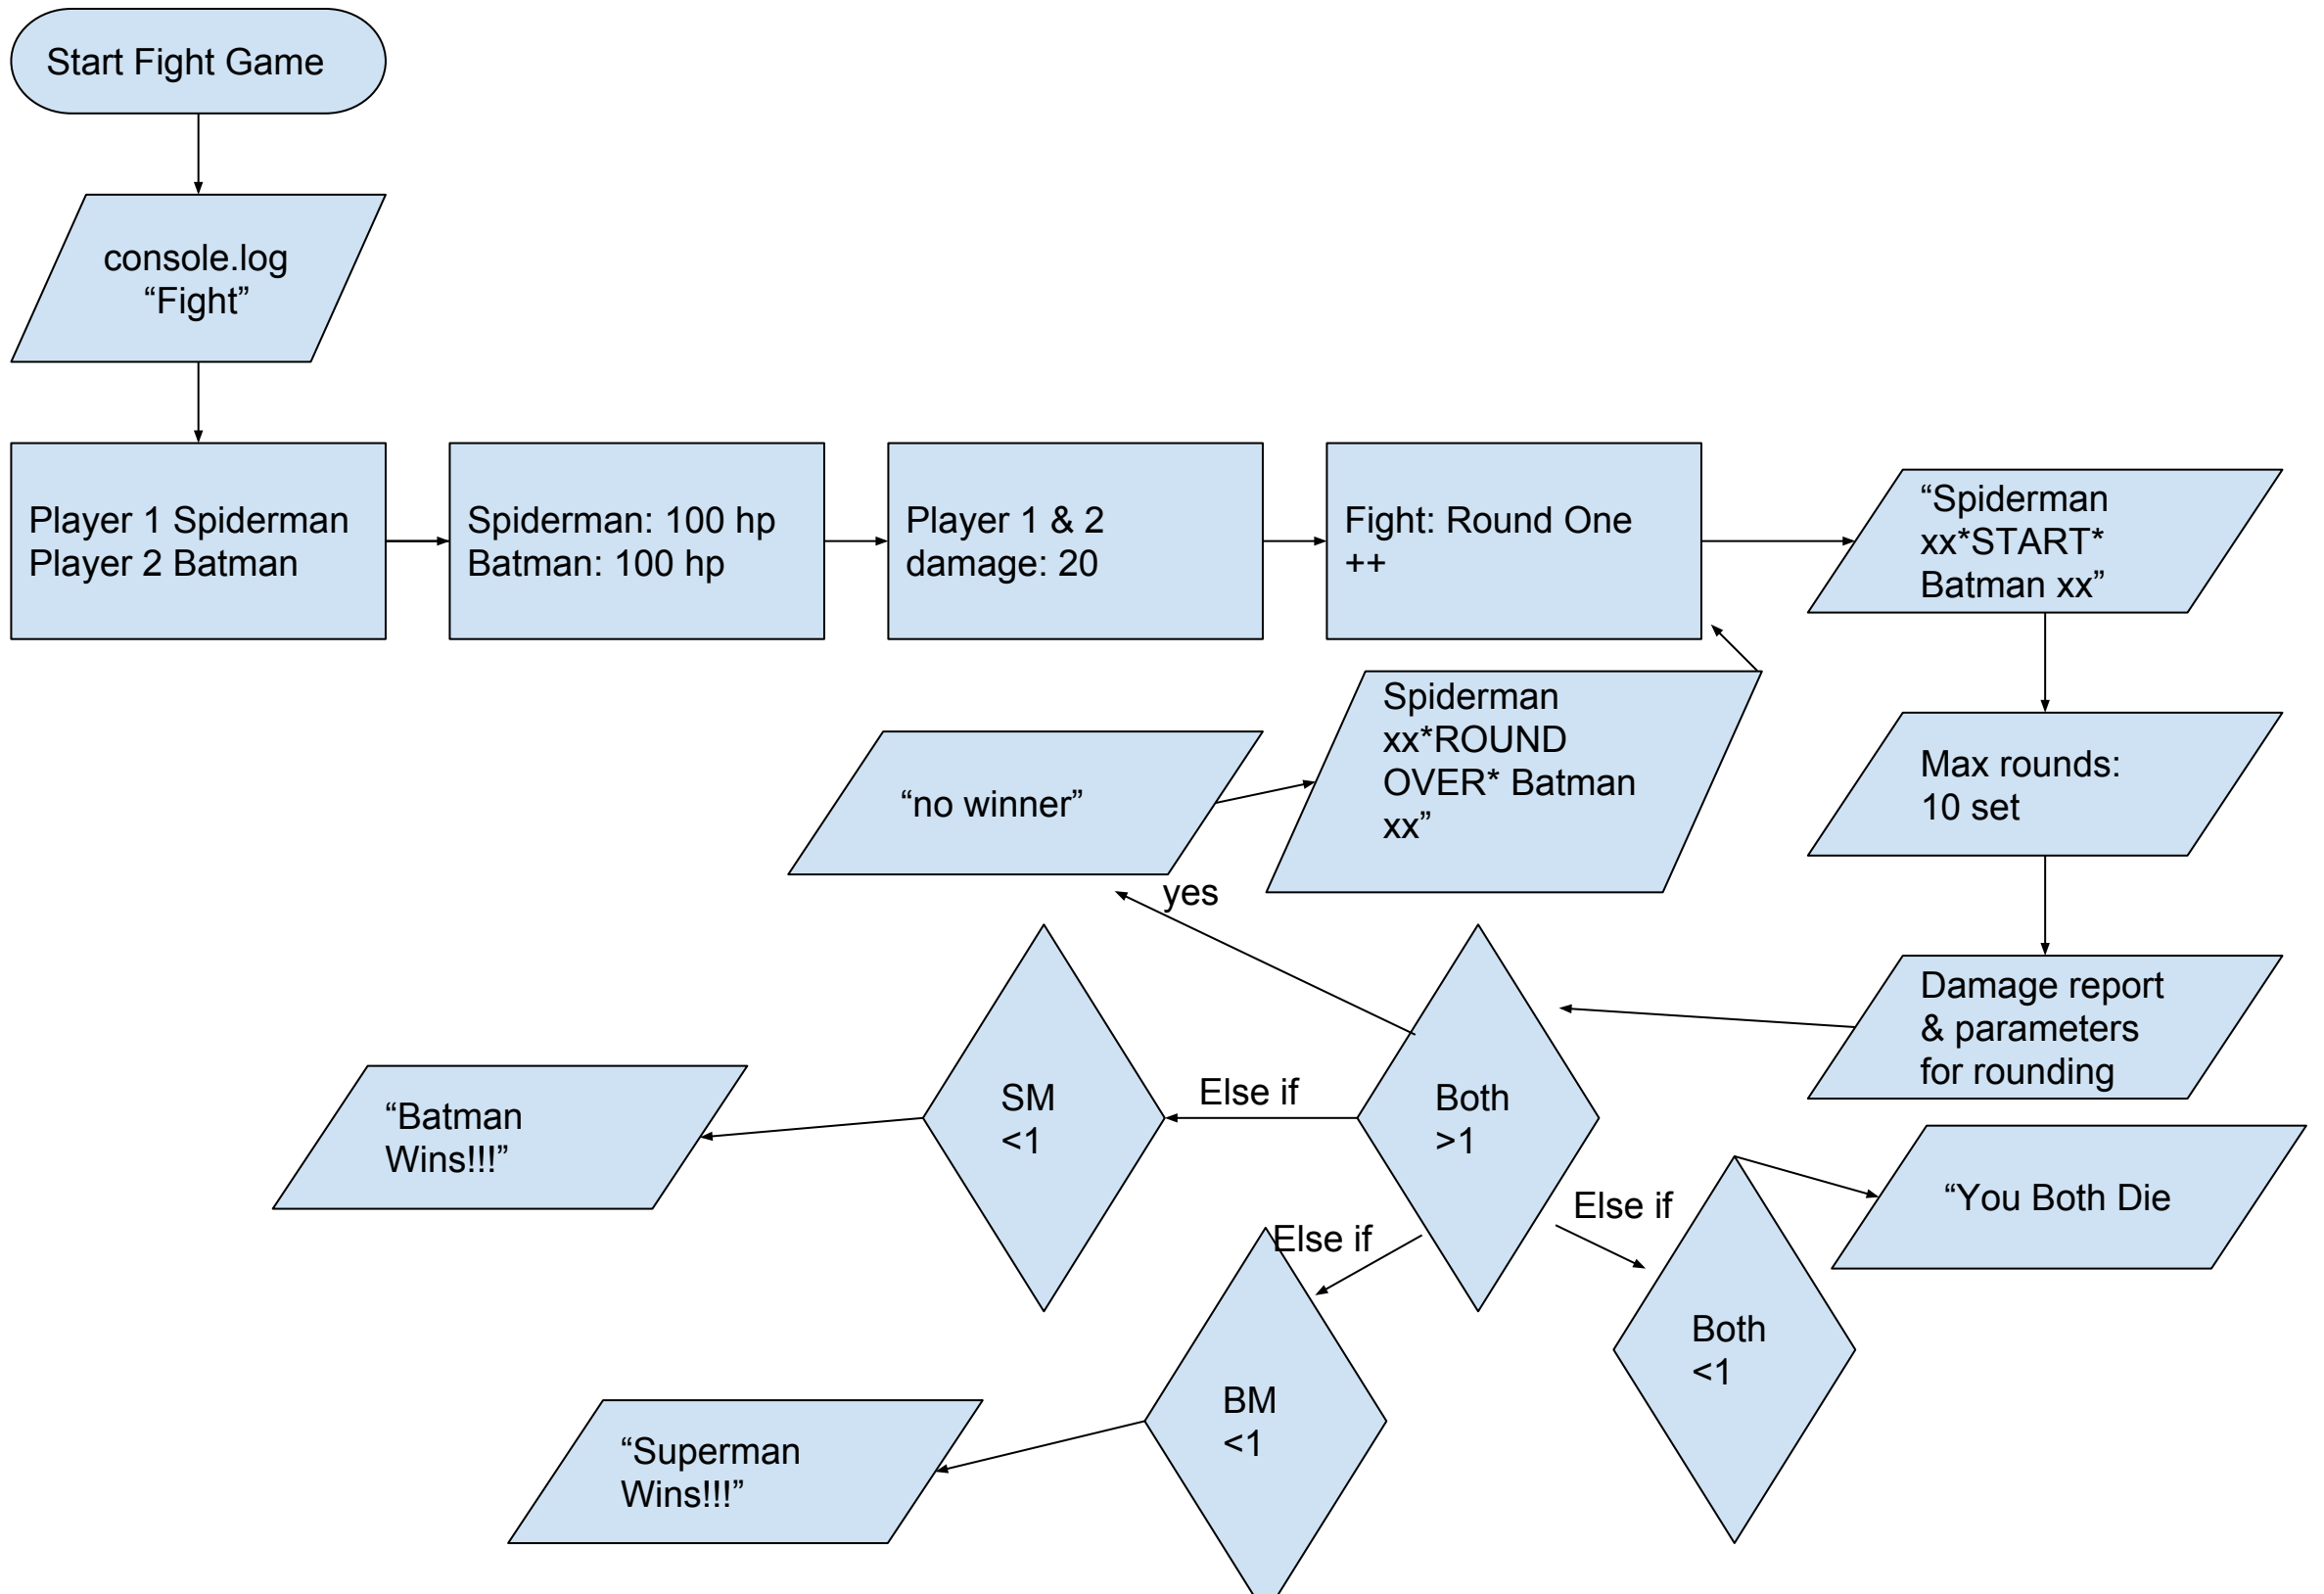 Start Fight Game
console.log
“Fight”
Player 1 Spiderman
Player 2 Batman
Spiderman: 100 hp
Batman: 100 hp
Player 1 & 2
damage: 20
Fight: Round One
++
“Spiderman
xx*START*
Batman xx”
Max rounds:
10 set
Damage report
& parameters
for rounding
Both
>1
yes
“no winner”
Spiderman
xx*ROUND
OVER* Batman
xx”
Else if
SM
<1
“Batman
Wins!!!”
Else if
BM
<1
“Superman
Wins!!!”
Else if
Both
<1
“You Both Die